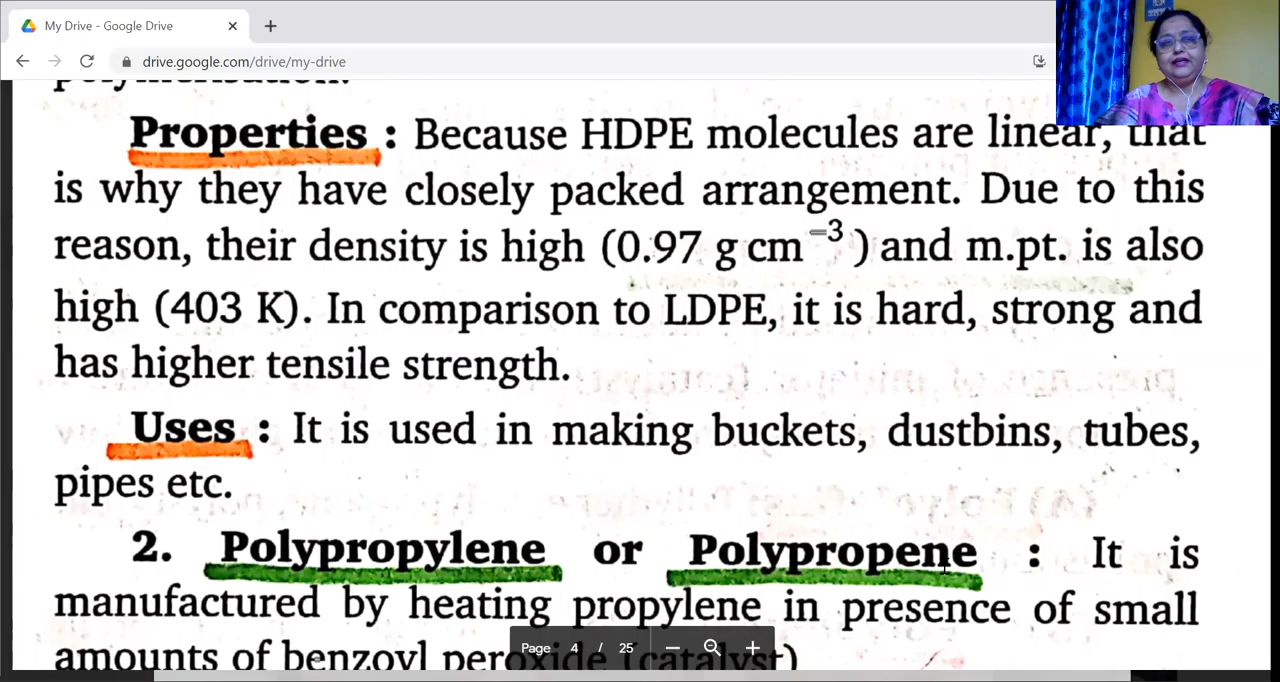 My Drive - Google Drive
drive.google.com/drive/my-drive
polymerisation.
Properties : Because HDPE molecules are linear, that
is why they have closely packed arrangement. Due to this
reason, their density is high (0.97 g cm⁻³) and m.pt. is also
high (403 K). In comparison to LDPE, it is hard, strong and
has higher tensile strength.
Uses : It is used in making buckets, dustbins, tubes,
pipes etc.
2. Polypropylene or Polypropene : It is
manufactured by heating propylene in presence of small
amounts of benzoyl peroxide (catalyst)
Page 4 / 25